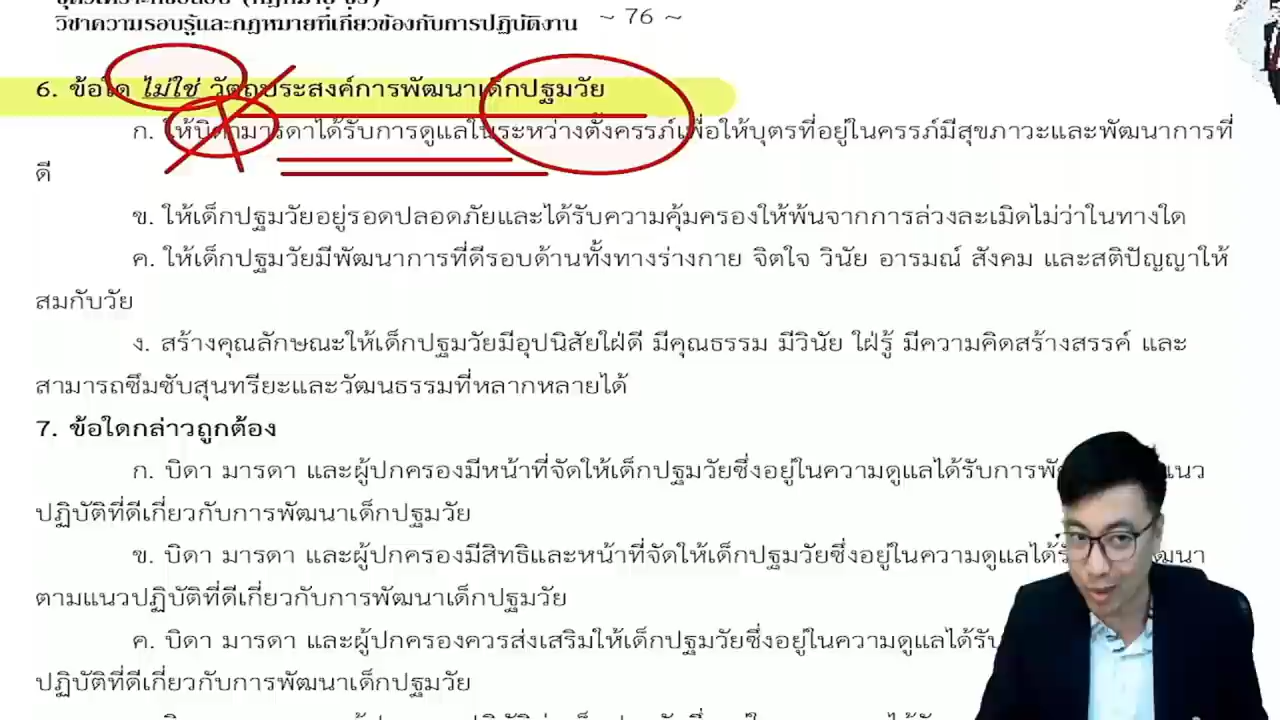 วิชาความรอบรู้และกฎหมายที่เกี่ยวข้องกับการปฏิบัติงาน
~ 76 ~
6. ข้อใด ไม่ใช่ วัตถุประสงค์การพัฒนาเด็กปฐมวัย
ก. ให้บิดามารดาได้รับการดูแลในระหว่างตั้งครรภ์เพื่อให้บุตรที่อยู่ในครรภ์มีสุขภาวะและพัฒนาการที่
ดี
ข. ให้เด็กปฐมวัยอยู่รอดปลอดภัยและได้รับความคุ้มครองให้พ้นจากการล่วงละเมิดไม่ว่าในทางใด
ค. ให้เด็กปฐมวัยมีพัฒนาการที่ดีรอบด้านทั้งทางร่างกาย จิตใจ วินัย อารมณ์ สังคม และสติปัญญาให้
สมกับวัย
ง. สร้างคุณลักษณะให้เด็กปฐมวัยมีอุปนิสัยใฝ่ดี มีคุณธรรม มีวินัย ใฝ่รู้ มีความคิดสร้างสรรค์ และ
สามารถซึมซับสุนทรียะและวัฒนธรรมที่หลากหลายได้
7. ข้อใดกล่าวถูกต้อง
ก. บิดา มารดา และผู้ปกครองมีหน้าที่จัดให้เด็กปฐมวัยซึ่งอยู่ในความดูแลได้รับการ แนว
ปฏิบัติที่ดีเกี่ยวกับการพัฒนาเด็กปฐมวัย
ข. บิดา มารดา และผู้ปกครองมีสิทธิและหน้าที่จัดให้เด็กปฐมวัยซึ่งอยู่ในความดูแลได้
ตามแนวปฏิบัติที่ดีเกี่ยวกับการพัฒนาเด็กปฐมวัย
ค. บิดา มารดา และผู้ปกครองควรส่งเสริมให้เด็กปฐมวัยซึ่งอยู่ในความดูแลได้รับ
ปฏิบัติที่ดีเกี่ยวกับการพัฒนาเด็กปฐมวัย